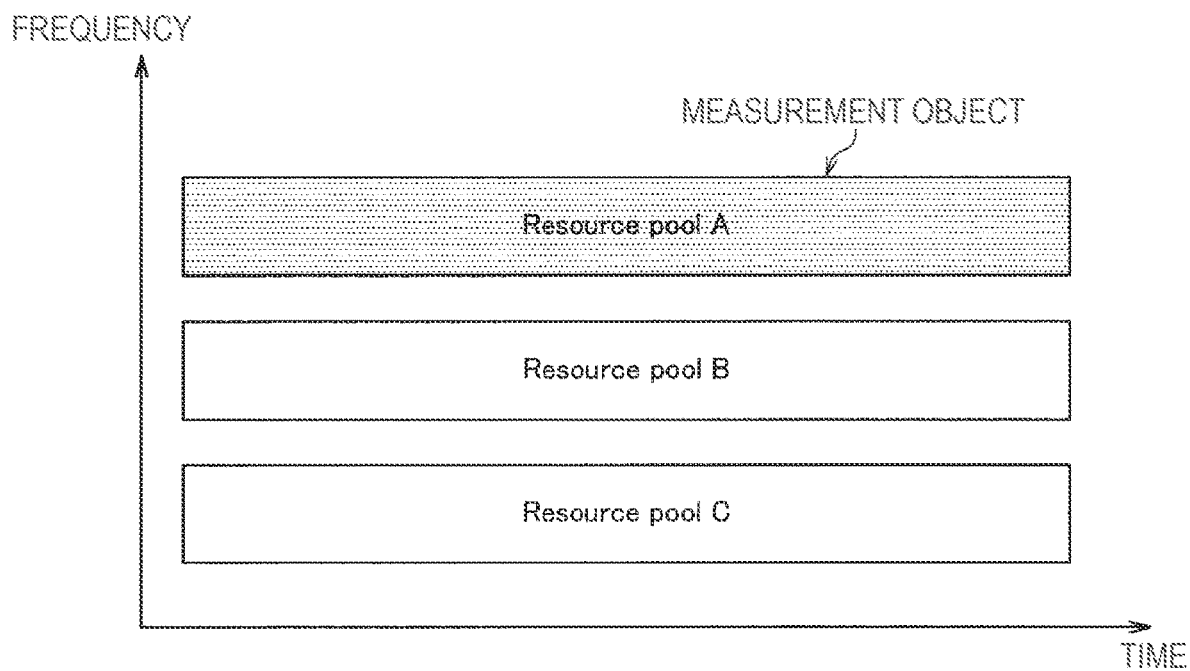 FREQUENCY
MEASUREMENT OBJECT
Resource pool A
Resource pool B
Resource pool C
TIME